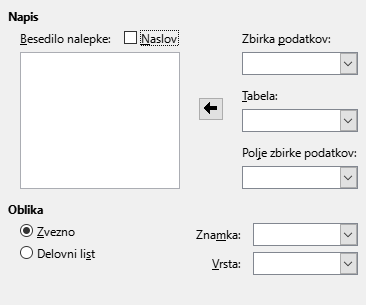 Napis
Besedilo nalepke: Naslov
Zbirka podatkov:
Tabela:
Polje zbirke podatkov:
Oblika
Zvezno
Delovni list
Znamka:
Vrsta: